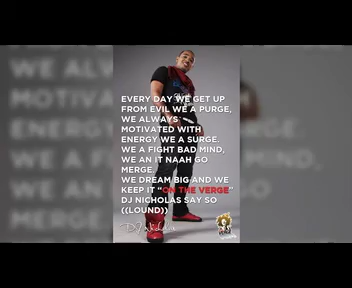 EVERY DAY WE GET UP
FROM EVIL WE A PURGE,
WE ALWAYS
MOTIVATED WITH
ENERGY WE A SURGE.
WE A FIGHT BAD MIND,
WE AN IT NAAH GO
MERGE.
WE DREAM BIG AND WE
KEEP IT “ON THE VERGE”
DJ NICHOLAS SAY SO
((LOUND))